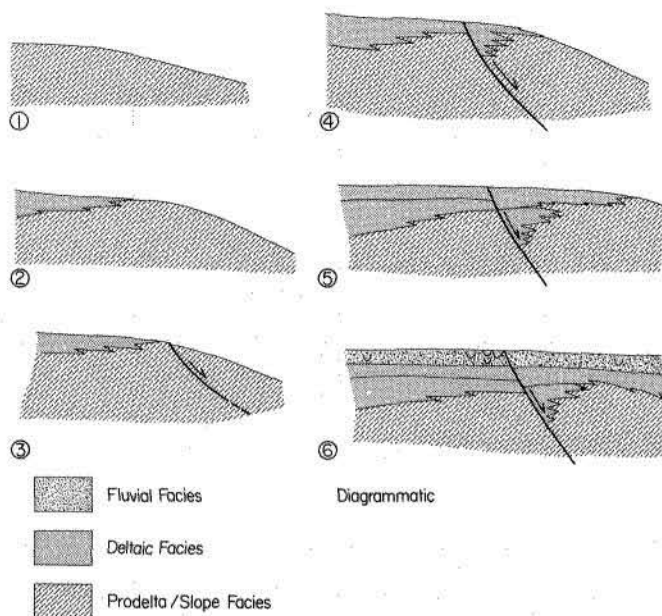 ①
②
③
④
⑤
⑥
Fluvial Facies
Deltaic Facies
Prodelta/Slope Facies
Diagrammatic